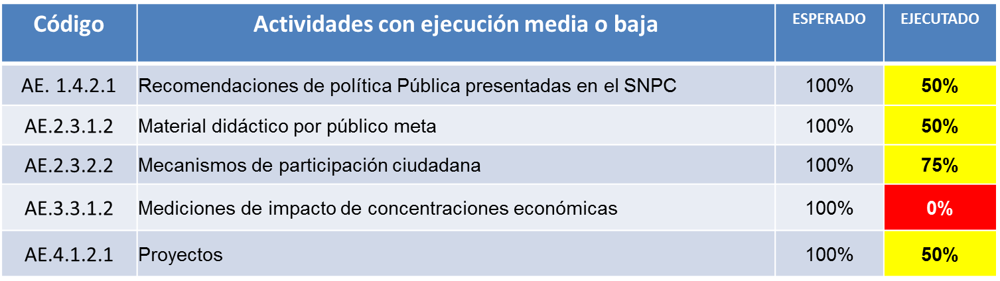 Código Actividades con ejecución media o baja ESPERADO EJECUTADO
AE. 1.4.2.1 Recomendaciones de política Pública presentadas en el SNPC 100% 50%
AE.2.3.1.2 Material didáctico por público meta 100% 50%
AE.2.3.2.2 Mecanismos de participación ciudadana 100% 75%
AE.3.3.1.2 Mediciones de impacto de concentraciones económicas 100% 0%
AE.4.1.2.1 Proyectos 100% 50%